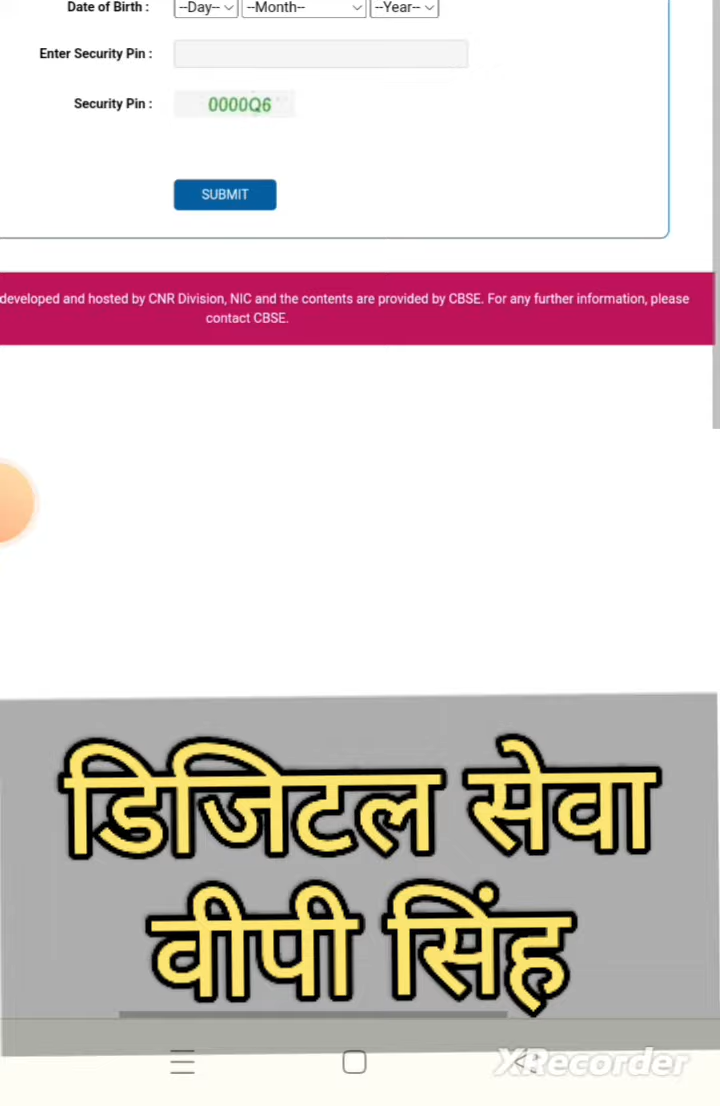 Date of Birth : --Day-- --Month-- --Year--
Enter Security Pin :
Security Pin : 0000Q6
SUBMIT
developed and hosted by CNR Division, NIC and the contents are provided by CBSE. For any further information, please
contact CBSE.
डिजिटल सेवा
वीपी सिंह
XRecorder